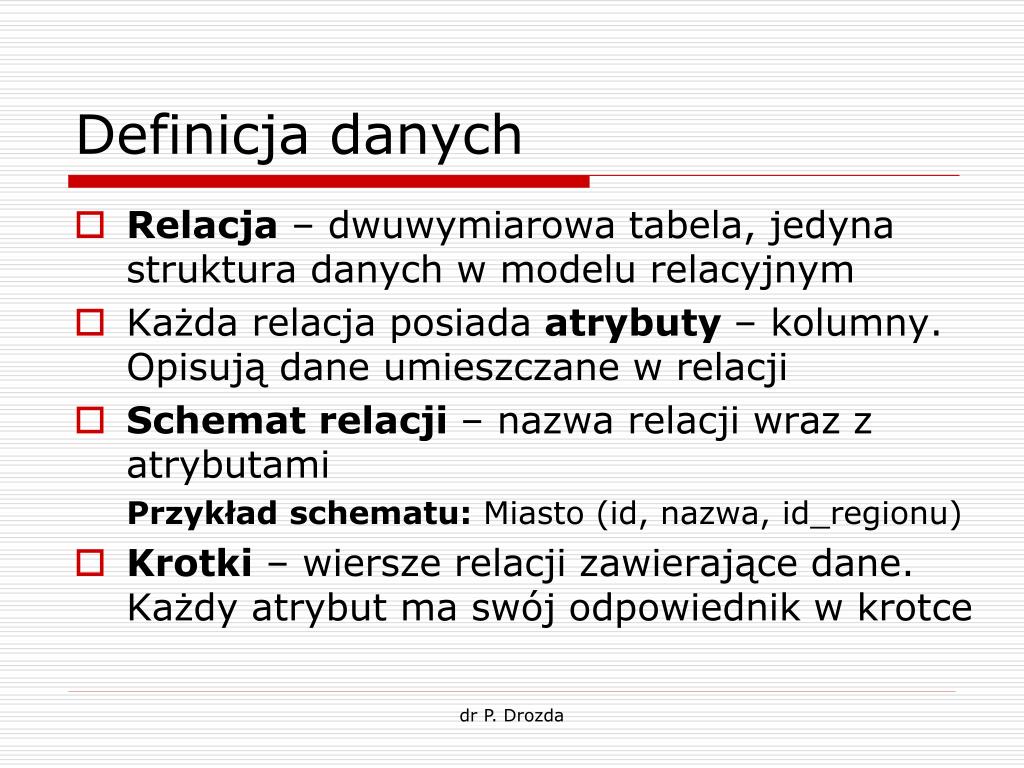 Definicja danych
Relacja – dwuwymiarowa tabela, jedyna
struktura danych w modelu relacyjnym
Każda relacja posiada atrybuty – kolumny.
Opisują dane umieszczane w relacji
Schemat relacji – nazwa relacji wraz z
atrybutami
Przykład schematu: Miasto (id, nazwa, id_regionu)
Krotki – wiersze relacji zawierające dane.
Każdy atrybut ma swój odpowiednik w krotce
dr P. Drozda